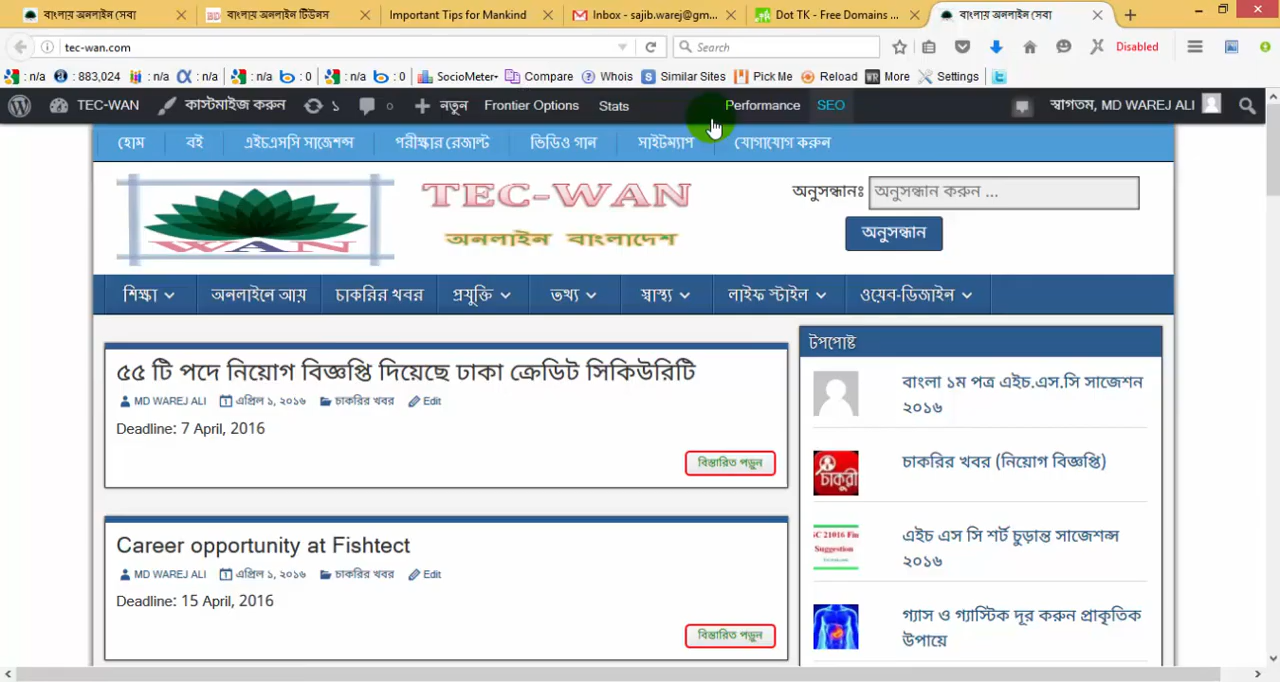 বাংলায় অনলাইন সেবা
বাংলায় অনলাইন টিউনস
Important Tips for Mankind
Inbox - sajib.warej@gm...
Dot TK - Free Domains ...
বাংলায় অনলাইন সেবা
tec-wan.com
Search
Disabled
: n/a
: 883,024
: n/a
: n/a
: n/a
: 0
: n/a
: 0
SocioMeter
Compare
Whois
Similar Sites
Pick Me
Reload
More
Settings
TEC-WAN
কাস্টমাইজ করুন
১
০
নতুন
Frontier Options
Stats
Performance
SEO
স্বাগতম, MD WAREJ ALI
হোম
বই
এইচএসসি সাজেশন্স
পরীক্ষার রেজাল্ট
ভিডিও গান
সাইটম্যাপ
যোগাযোগ করুন
WAN
TEC-WAN
অনলাইন বাংলাদেশ
অনুসন্ধানঃ
অনুসন্ধান করুন ...
অনুসন্ধান
শিক্ষা
অনলাইনে আয়
চাকরির খবর
প্রযুক্তি
তথ্য
স্বাস্থ্য
লাইফ স্টাইল
ওয়েব-ডিজাইন
৫৫ টি পদে নিয়োগ বিজ্ঞপ্তি দিয়েছে ঢাকা ক্রেডিট সিকিউরিটি
MD WAREJ ALI
এপ্রিল ১, ২০১৬
চাকরির খবর
Edit
Deadline: 7 April, 2016
বিস্তারিত পড়ুন
Career opportunity at Fishtect
MD WAREJ ALI
এপ্রিল ১, ২০১৬
চাকরির খবর
Edit
Deadline: 15 April, 2016
বিস্তারিত পড়ুন
টপপোষ্ট
বাংলা ১ম পত্র এইচ.এস.সি সাজেশন
২০১৬
চাকুরী
চাকরির খবর (নিয়োগ বিজ্ঞপ্তি)
C 21016 Fin
Suggestion
এইচ এস সি শর্ট চুড়ান্ত সাজেশন্স
২০১৬
গ্যাস ও গ্যাস্টিক দূর করুন প্রাকৃতিক
উপায়ে